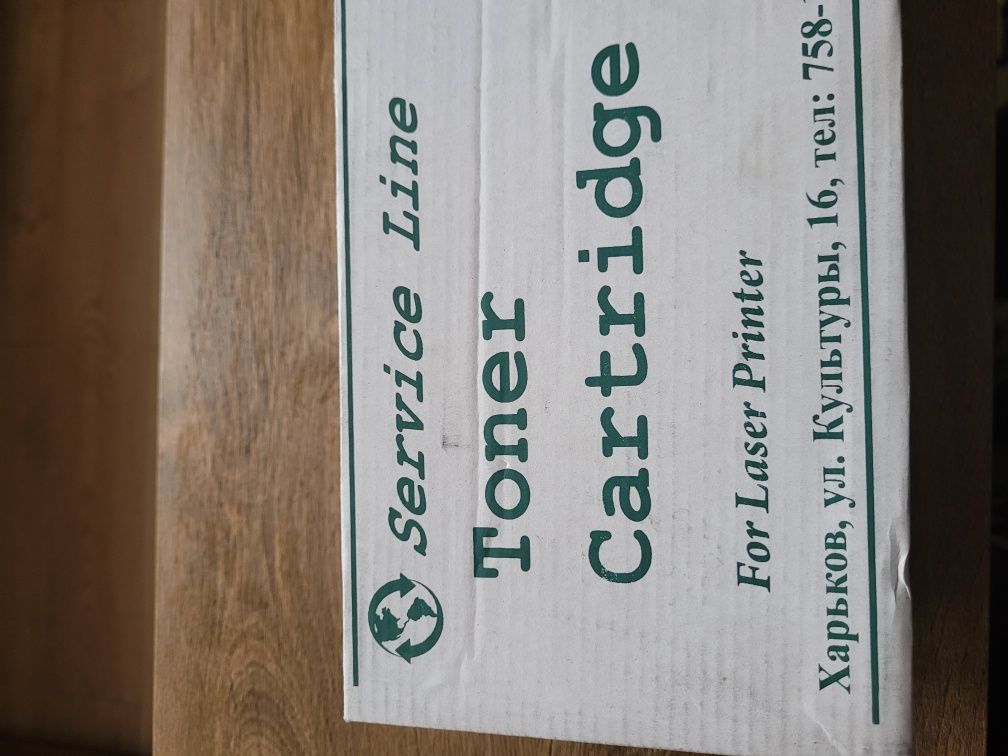 Service Line
Toner
Cartridge
For Laser Printer
Харьков, ул. Культуры, 16, тел: 758-